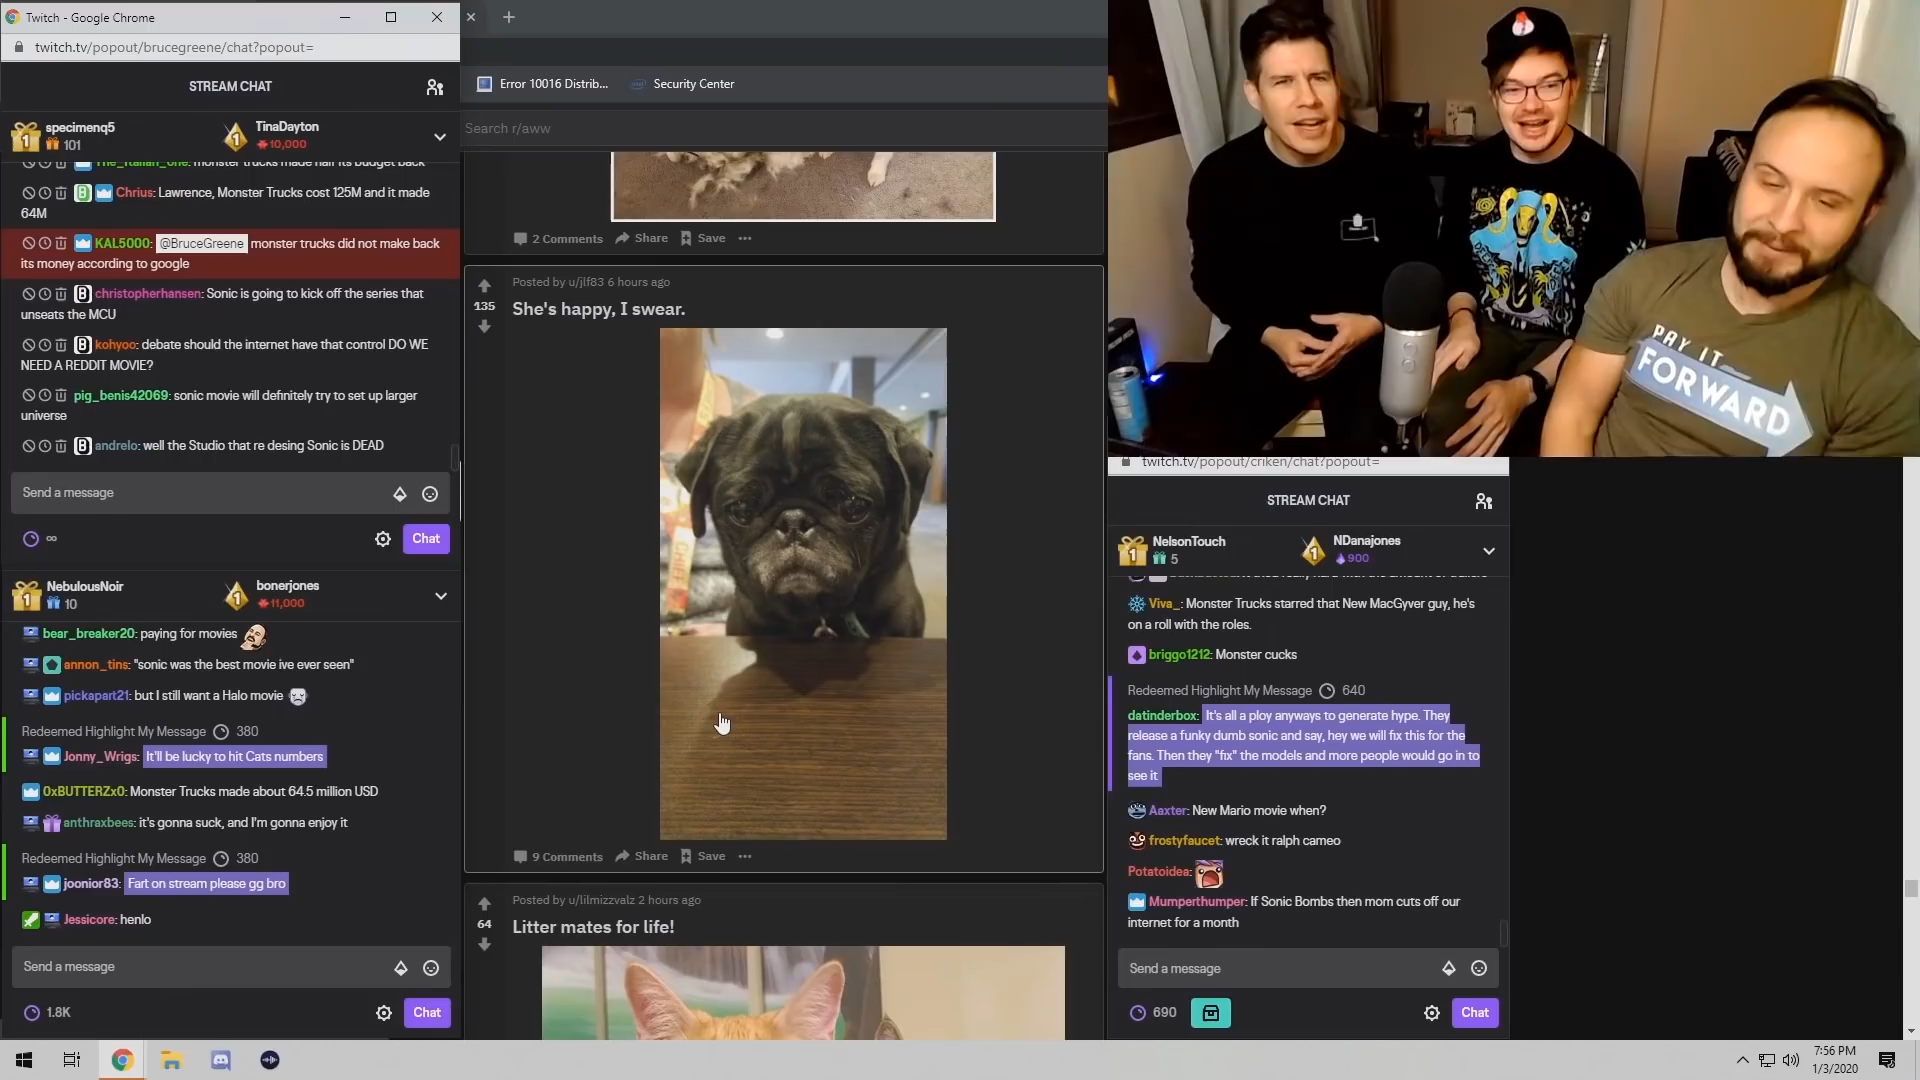 Twitch - Google Chrome
twitch.tv/popout/brucegreene/chat?popout=
STREAM CHAT
specimenq5
101
TinaDayton
10,000
The_Italian_one: monster trucks made half its budget back
Chrius: Lawrence, Monster Trucks cost 125M and it made
64M
KAL5000: @BruceGreene monster trucks did not make back
its money according to google
christopherhansen: Sonic is going to kick off the series that
unseats the MCU
kohyoo: debate should the internet have that control DO WE
NEED A REDDIT MOVIE?
pig_benis42069: sonic movie will definitely try to set up larger
universe
andrelo: well the Studio that re desing Sonic is DEAD
Send a message
Chat
NebulousNoir
10
bonerjones
11,000
bear_breaker20: paying for movies
annon_tins: "sonic was the best movie ive ever seen"
pickapart21: but I still want a Halo movie
Redeemed Highlight My Message 380
Jonny_Wrigs: It'll be lucky to hit Cats numbers
0xBUTTERZx0: Monster Trucks made about 64.5 million USD
anthraxbees: it's gonna suck, and I'm gonna enjoy it
Redeemed Highlight My Message 380
joonior83: Fart on stream please gg bro
Jessicore: henlo
Send a message
1.8K
Chat
Error 10016 Distrib...
Security Center
Search r/aww
2 Comments Share Save
Posted by u/jlf83 6 hours ago
135
She's happy, I swear.
CHIEF
9 Comments Share Save
Posted by u/lilmizzvalz 2 hours ago
64
Litter mates for life!
PAY IT
FORWARD
twitch.tv/popout/criken/chat?popout=
STREAM CHAT
NelsonTouch
5
NDanajones
900
Viva_: Monster Trucks starred that New MacGyver guy, he's
on a roll with the roles.
briggo1212: Monster cucks
Redeemed Highlight My Message 640
datinderbox: It's all a ploy anyways to generate hype. They
release a funky dumb sonic and say, hey we will fix this for the
fans. Then they "fix" the models and more people would go in to
see it
Aaxter: New Mario movie when?
frostyfaucet: wreck it ralph cameo
Potatoidea:
Mumperthumper: If Sonic Bombs then mom cuts off our
internet for a month
Send a message
690
Chat
7:56 PM
1/3/2020